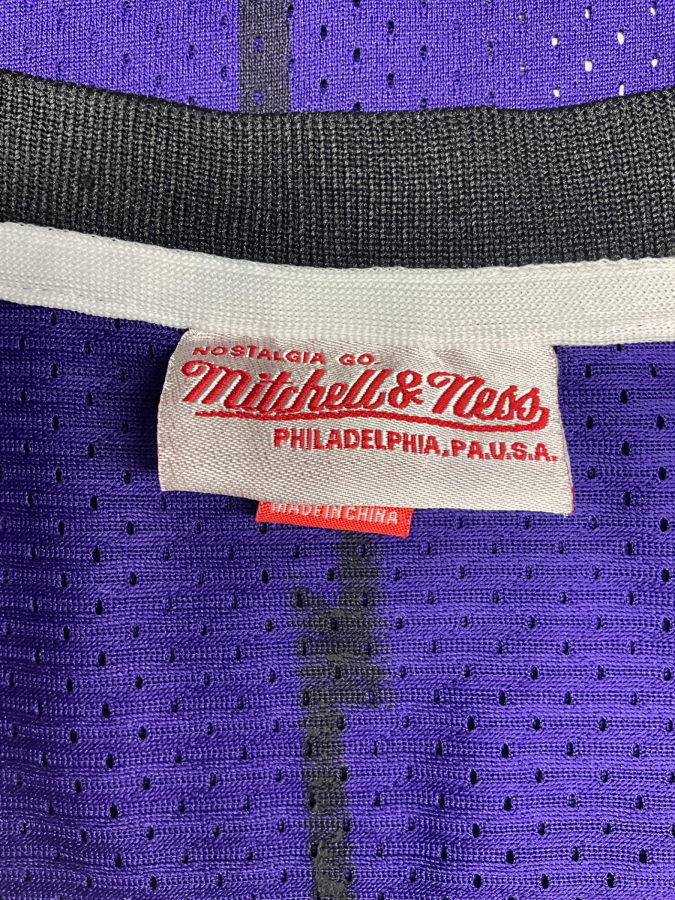 NOSTALGIA CO.
Mitchell & Ness
PHILADELPHIA, PA. U.S.A.
MADE IN CHINA